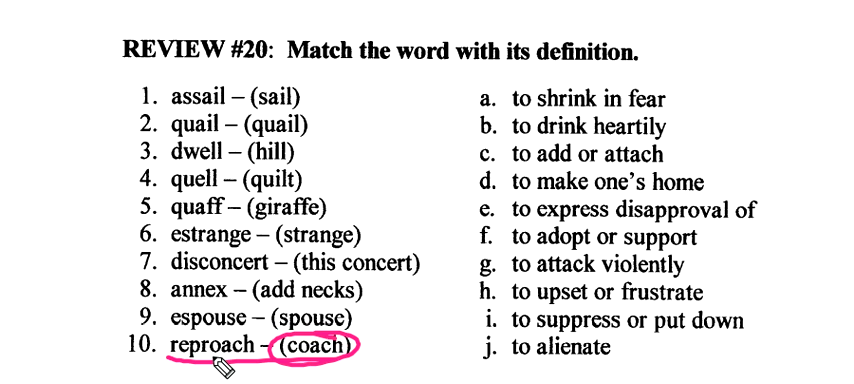 REVIEW #20: Match the word with its definition.
1. assail – (sail)
2. quail – (quail)
3. dwell – (hill)
4. quell – (quilt)
5. quaff – (giraffe)
6. estrange – (strange)
7. disconcert – (this concert)
8. annex – (add necks)
9. espouse – (spouse)
10. reproach – (coach)
a. to shrink in fear
b. to drink heartily
c. to add or attach
d. to make one's home
e. to express disapproval of
f. to adopt or support
g. to attack violently
h. to upset or frustrate
i. to suppress or put down
j. to alienate